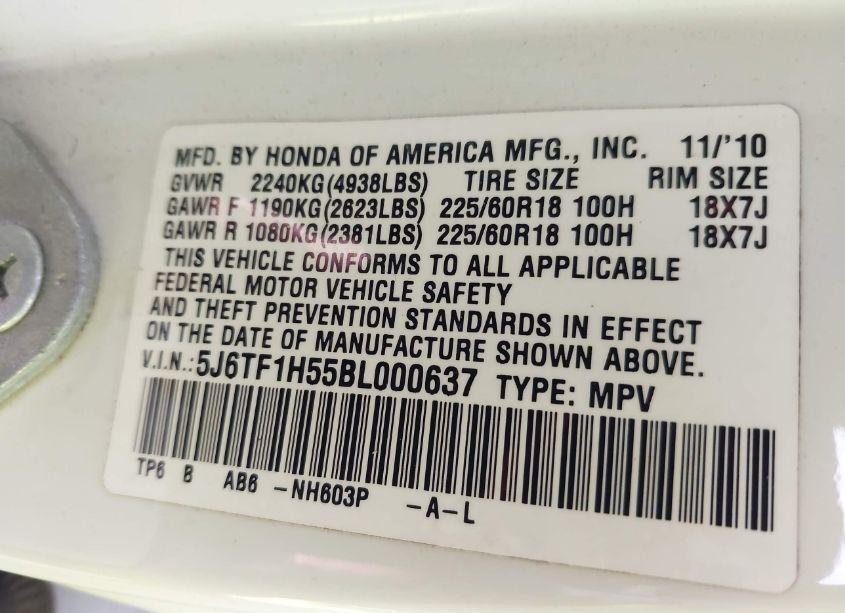 MFD. BY HONDA OF AMERICA MFG., INC. 11/'10
GVWR 2240KG(4938LBS) TIRE SIZE RIM SIZE
GAWR F 1190KG(2623LBS) 225/60R18 100H 18X7J
GAWR R 1080KG(2381LBS) 225/60R18 100H 18X7J
THIS VEHICLE CONFORMS TO ALL APPLICABLE
FEDERAL MOTOR VEHICLE SAFETY
AND THEFT PREVENTION STANDARDS IN EFFECT
ON THE DATE OF MANUFACTURE SHOWN ABOVE.
V.I.N.:5J6TF1H55BL000637 TYPE: MPV
TP6 B AB6 -NH603P -A-L